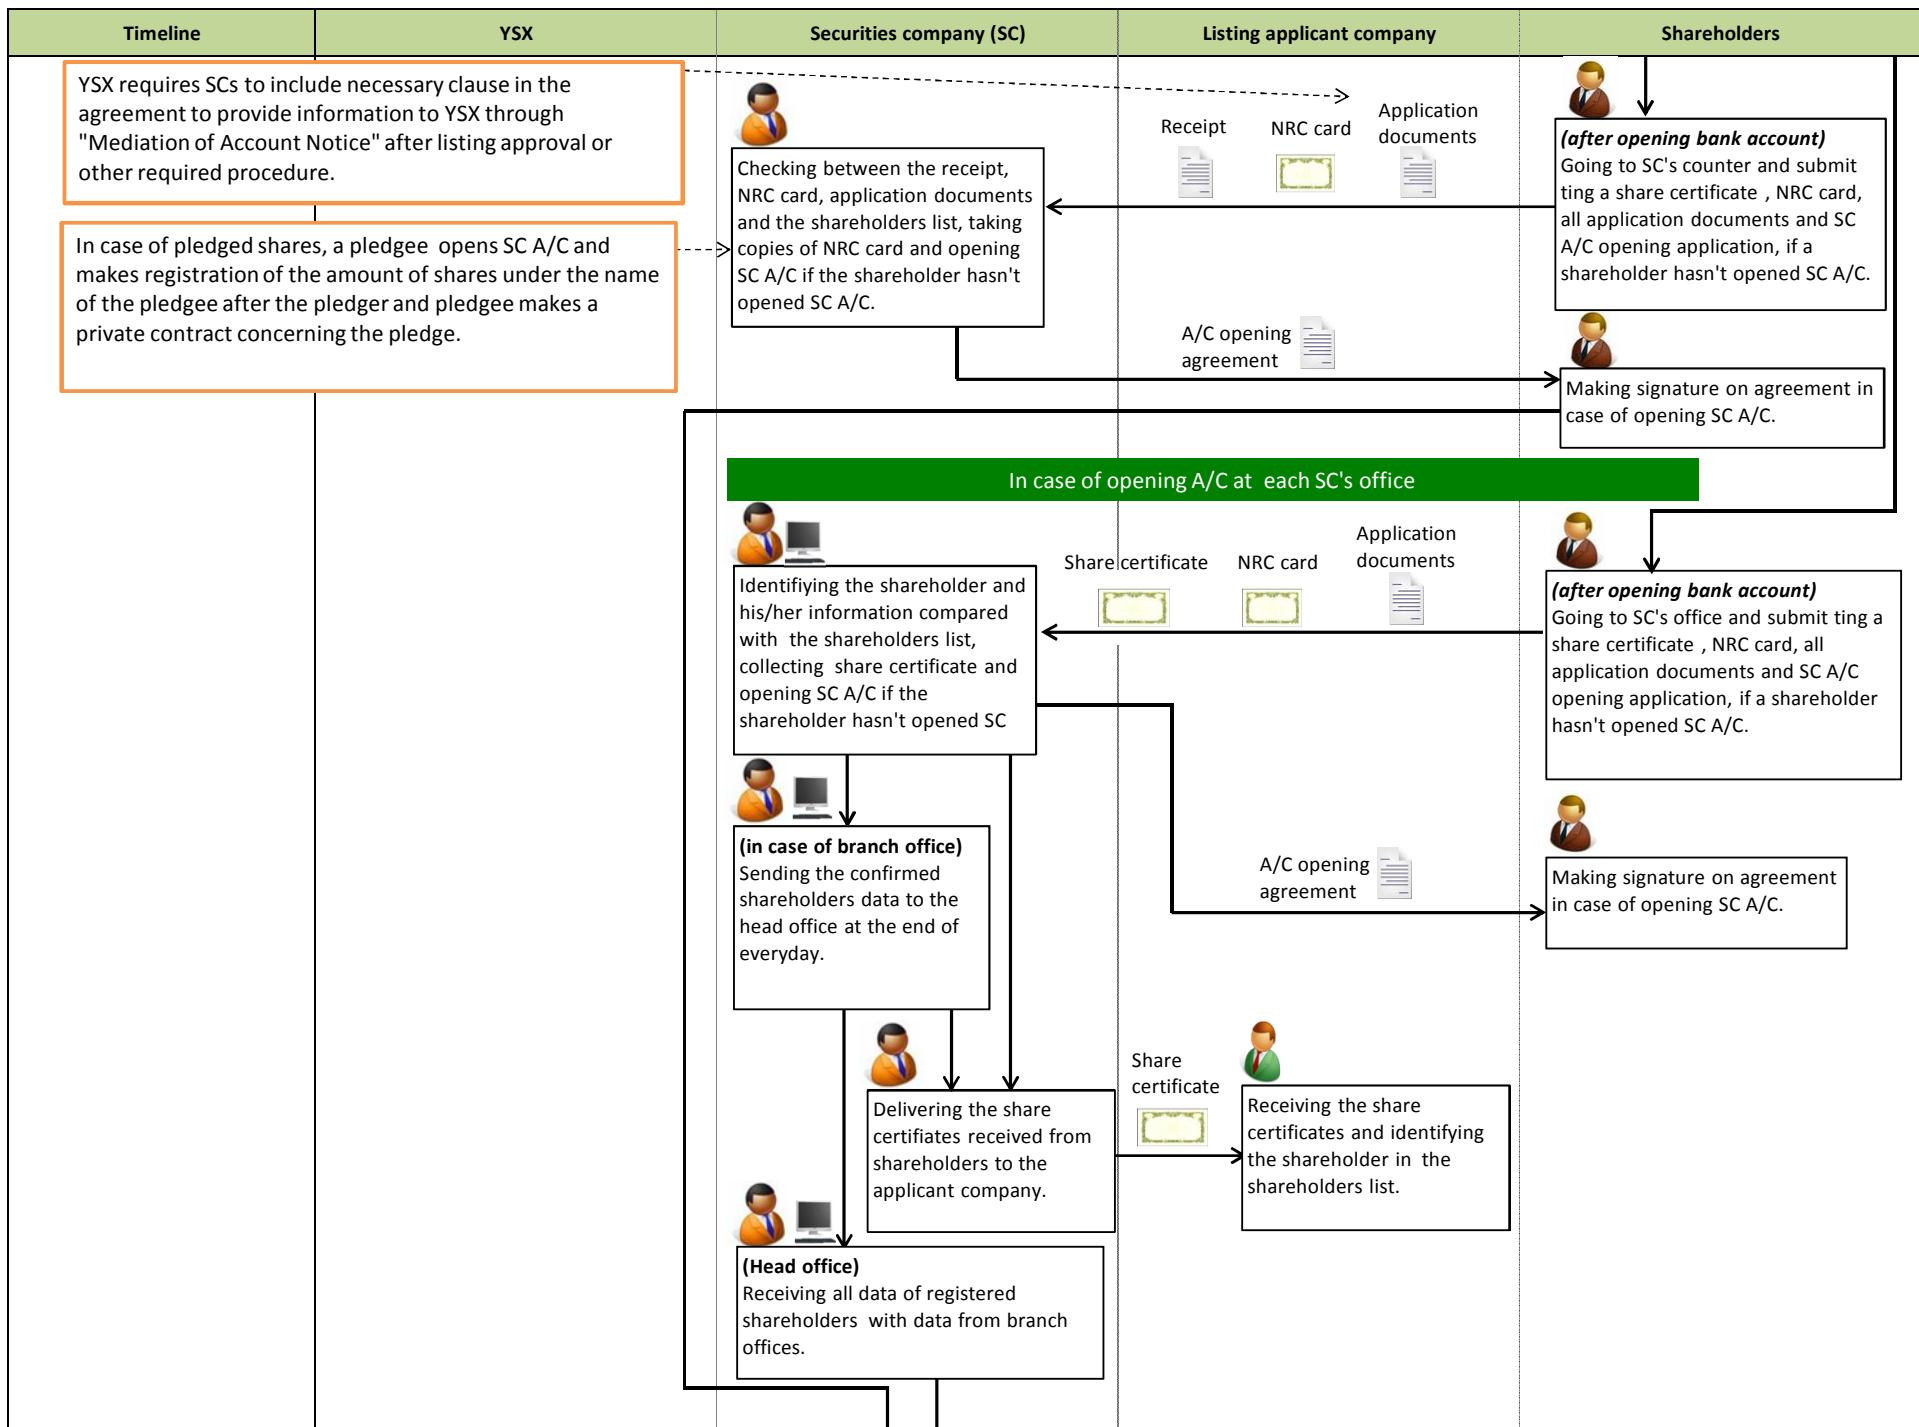 Timeline
YSX
Securities company (SC)
Listing applicant company
Shareholders
YSX requires SCs to include necessary clause in the
agreement to provide information to YSX through
"Mediation of Account Notice" after listing approval or
other required procedure.
In case of pledged shares, a pledgee opens SC A/C and
makes registration of the amount of shares under the name
of the pledgee after the pledger and pledgee makes a
private contract concerning the pledge.
Checking between the receipt,
NRC card, application documents
and the shareholders list, taking
copies of NRC card and opening
SC A/C if the shareholder hasn't
opened SC A/C.
Receipt
NRC card
Application
documents
(after opening bank account)
Going to SC's counter and submit
ting a share certificate , NRC card,
all application documents and SC
A/C opening application, if a
shareholder hasn't opened SC A/C.
A/C opening
agreement
Making signature on agreement in
case of opening SC A/C.
In case of opening A/C at each SC's office
Identifiying the shareholder and
his/her information compared
with the shareholders list,
collecting share certificate and
opening SC A/C if the
shareholder hasn't opened SC
Share certificate
NRC card
Application
documents
(after opening bank account)
Going to SC's office and submit ting a
share certificate , NRC card, all
application documents and SC A/C
opening application, if a shareholder
hasn't opened SC A/C.
(in case of branch office)
Sending the confirmed
shareholders data to the
head office at the end of
everyday.
A/C opening
agreement
Making signature on agreement
in case of opening SC A/C.
Delivering the share
certifiates received from
shareholders to the
applicant company.
Share
certificate
Receiving the share
certificates and identifying
the shareholder in the
shareholders list.
(Head office)
Receiving all data of registered
shareholders with data from branch
offices.